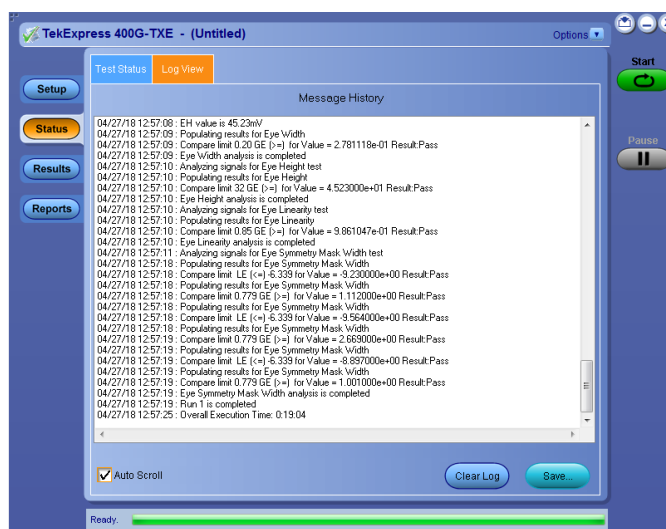 TekExpress 400G-TXE - (Untitled)
Options
Start
Pause
Setup
Status
Results
Reports
Test Status
Log View
Message History
04/27/18 12:57:08 : EH value is 45.23mV
04/27/18 12:57:09 : Populating results for Eye Width
04/27/18 12:57:09 : Compare limit 0.20 GE (>=) for Value = 2.781118e-01 Result:Pass
04/27/18 12:57:09 : Eye Width analysis is completed
04/27/18 12:57:10 : Analyzing signals for Eye Height test
04/27/18 12:57:10 : Populating results for Eye Height
04/27/18 12:57:10 : Compare limit 32 GE (>=) for Value = 4.523000e+01 Result:Pass
04/27/18 12:57:10 : Eye Height analysis is completed
04/27/18 12:57:10 : Analyzing signals for Eye Linearity test
04/27/18 12:57:10 : Populating results for Eye Linearity
04/27/18 12:57:10 : Compare limit 0.85 GE (>=) for Value = 9.861047e-01 Result:Pass
04/27/18 12:57:10 : Eye Linearity analysis is completed
04/27/18 12:57:11 : Analyzing signals for Eye Symmetry Mask Width test
04/27/18 12:57:18 : Populating results for Eye Symmetry Mask Width
04/27/18 12:57:18 : Compare limit LE (<=) -6.339 for Value = -9.230000e+00 Result:Pass
04/27/18 12:57:18 : Compare limit 0.779 GE (>=) for Value = 1.112000e+00 Result:Pass
04/27/18 12:57:18 : Populating results for Eye Symmetry Mask Width
04/27/18 12:57:18 : Compare limit LE (<=) -6.339 for Value = -9.564000e+00 Result:Pass
04/27/18 12:57:18 : Populating results for Eye Symmetry Mask Width
04/27/18 12:57:19 : Compare limit 0.779 GE (>=) for Value = 2.669000e+00 Result:Pass
04/27/18 12:57:19 : Populating results for Eye Symmetry Mask Width
04/27/18 12:57:19 : Compare limit LE (<=) -6.339 for Value = -8.897000e+00 Result:Pass
04/27/18 12:57:19 : Populating results for Eye Symmetry Mask Width
04/27/18 12:57:19 : Compare limit 0.779 GE (>=) for Value = 1.001000e+00 Result:Pass
04/27/18 12:57:19 : Eye Symmetry Mask Width analysis is completed
04/27/18 12:57:19 : Run 1 is completed
04/27/18 12:57:25 : Overall Execution Time: 0:19:04
Auto Scroll
Clear Log
Save...
Ready.